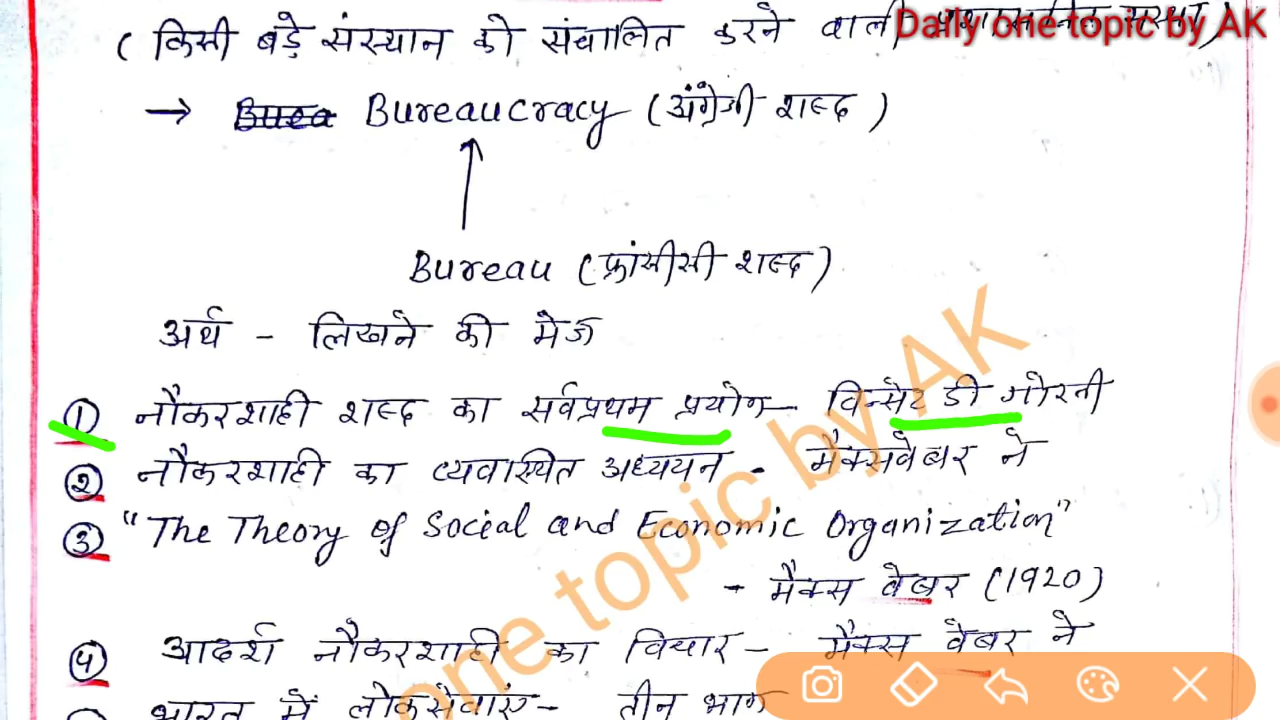 ( किसी बड़े संस्थान को संचालित करने वाली
Daily one topic by AK
→ Burea Bureaucracy (अंग्रेजी शब्द)
Bureau (फ्रांसीसी शब्द)
अर्थ - लिखने की मेज
① नौकरशाही शब्द का सर्वप्रथम प्रयोग - विन्सेट डी गोरनी
② नौकरशाही का व्यवास्थित अध्ययन - मैक्सवेबर ने
③ "The Theory of Social and Economic Organization"
- मैक्स वेबर (1920)
④ आदर्श नौकरशाही का विचार - मैक्स वेबर ने
भारत में लोकसेवाएं - तीन भाग
one topic by AK